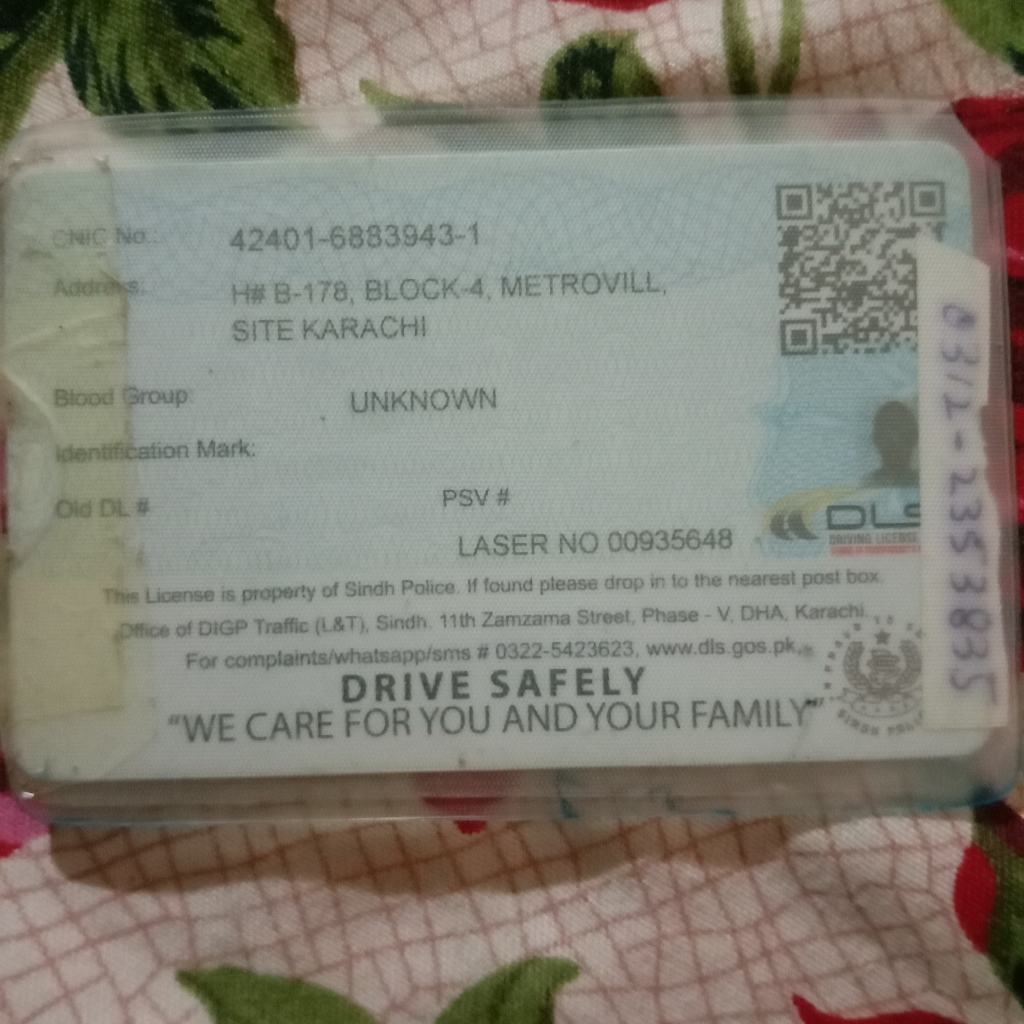 CNIC No.: 42401-6883943-1
Address: H# B-178, BLOCK-4, METROVILL,
SITE KARACHI
Blood Group: UNKNOWN
Identification Mark:
Old DL # PSV #
LASER NO 00935648
DLS
DRIVING LICENSE
This License is property of Sindh Police. If found please drop in to the nearest post box.
Office of DIGP Traffic (L&T), Sindh. 11th Zamzama Street, Phase - V, DHA, Karachi.
For complaints/whatsapp/sms # 0322-5423623, www.dls.gos.pk.
DRIVE SAFELY
"WE CARE FOR YOU AND YOUR FAMILY"
0312-2353835